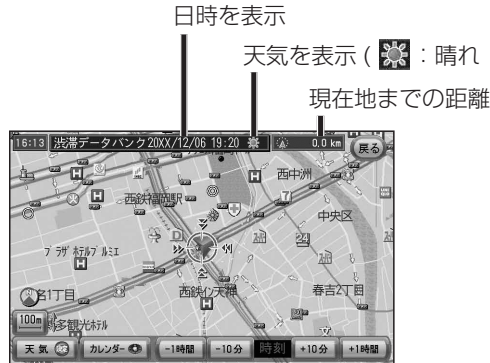 日時を表示
天気を表示 ( : 晴れ
現在地までの距離
16:13 渋滞データバンク 20XX/12/06 19:20 0.0 km
戻る
西中洲
西鉄福岡駅
中央区
プラザホテルプルミエ
名1丁目
西鉄イン天神
春吉2丁目
100m
多観光ホテル
天気 カレンダー -1時間 -10分 時刻 +10分 +1時間